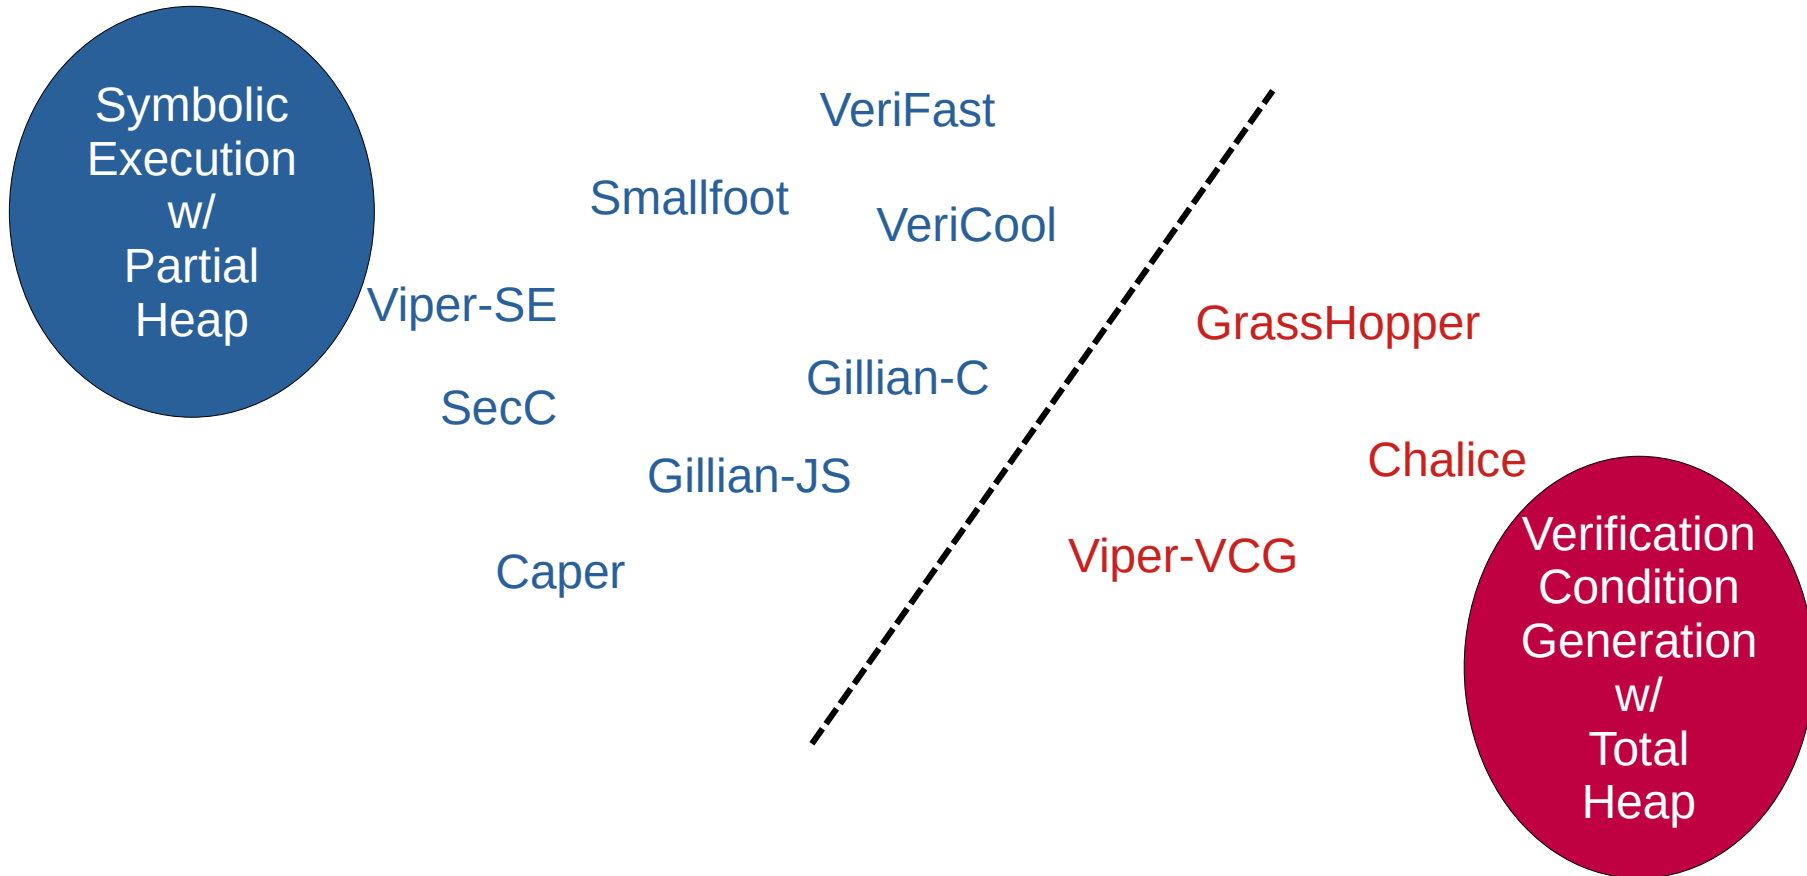 Symbolic
Execution
w/
Partial
Heap
VeriFast
Smallfoot
VeriCool
Viper-SE
Gillian-C
SecC
Gillian-JS
Caper
GrassHopper
Chalice
Viper-VCG
Verification
Condition
Generation
w/
Total
Heap